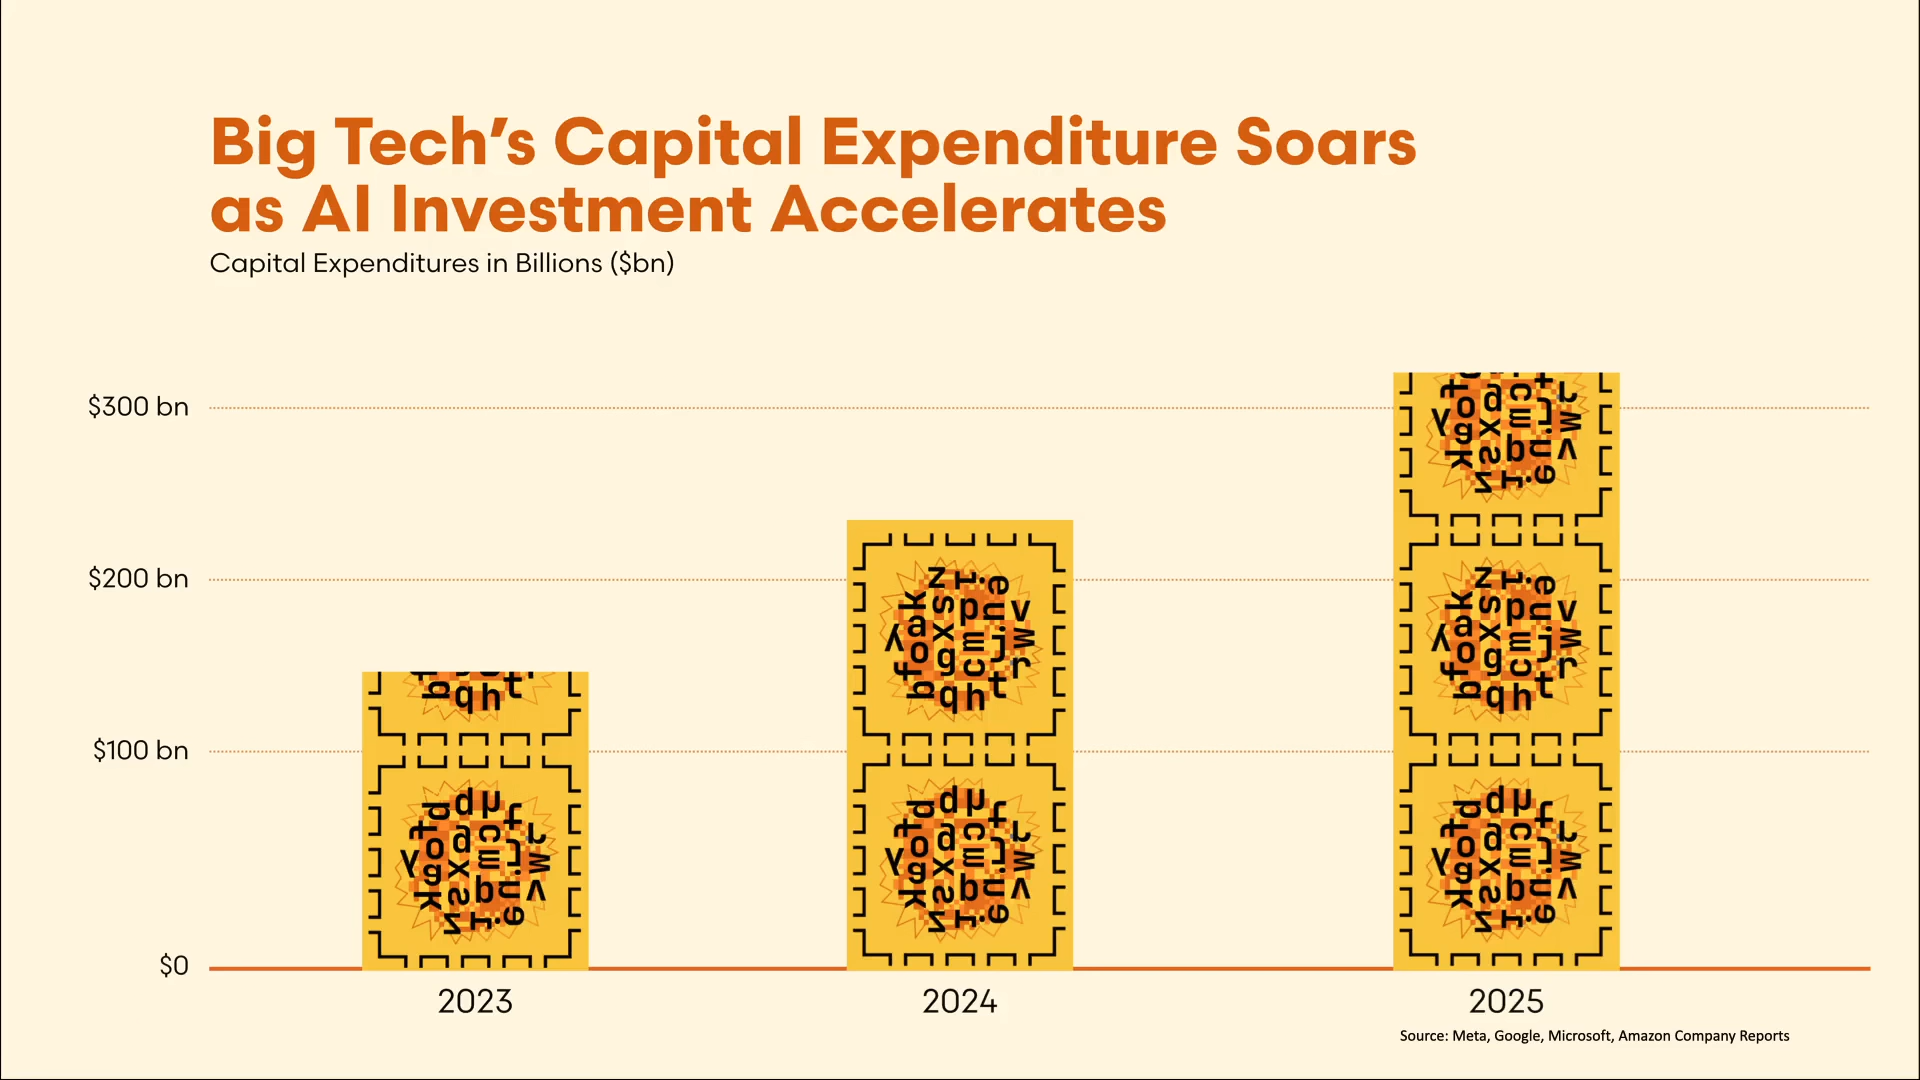 Big Tech’s Capital Expenditure Soars
as AI Investment Accelerates
Capital Expenditures in Billions ($bn)
$300 bn
$200 bn
$100 bn
$0
2023
2024
2025
Source: Meta, Google, Microsoft, Amazon Company Reports